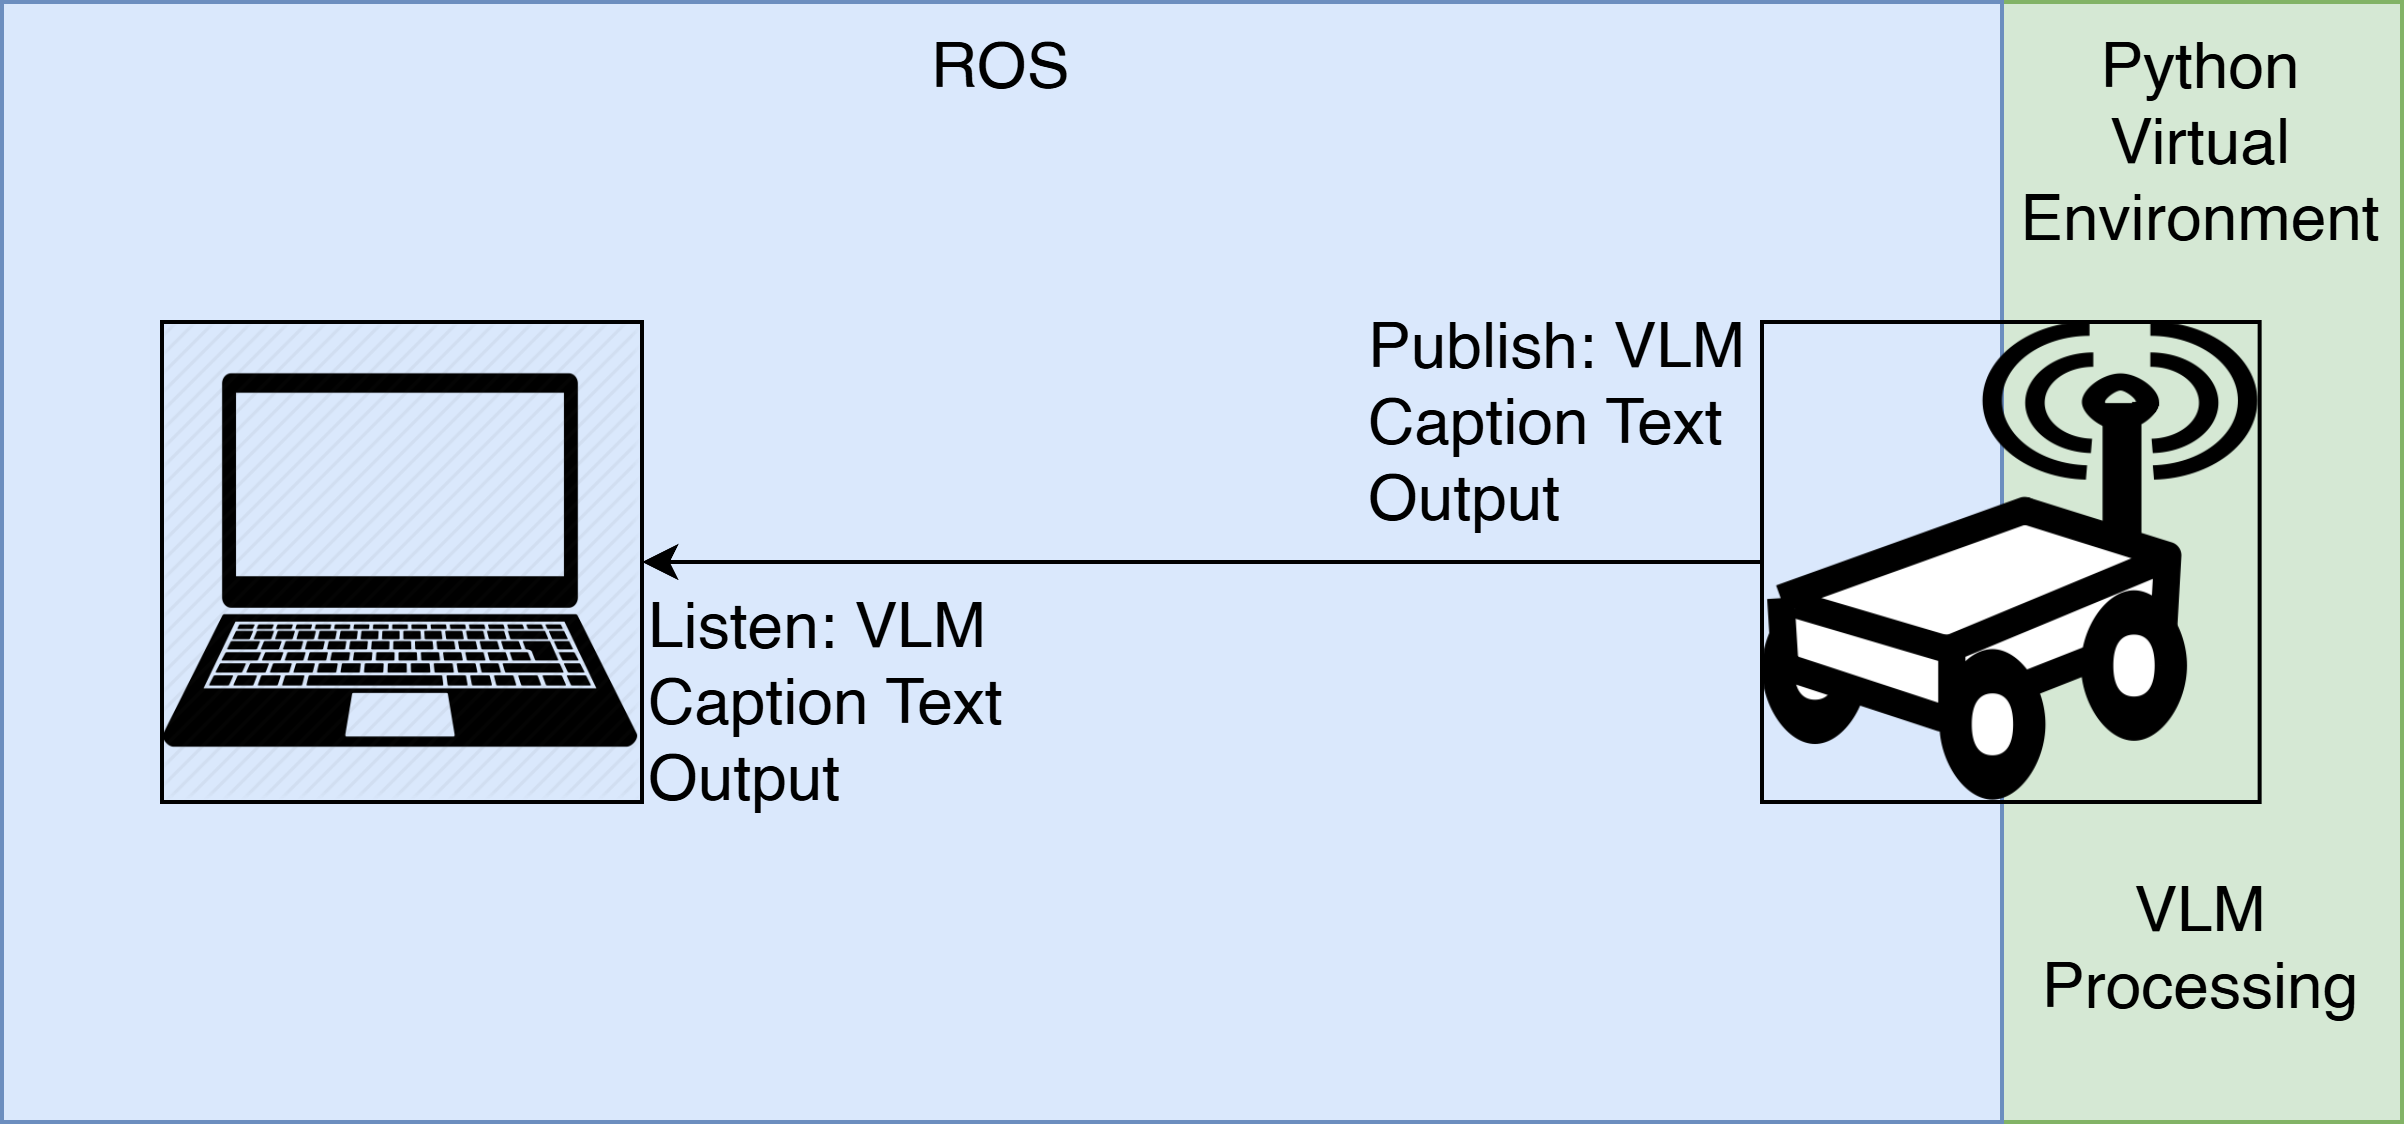 ROS
Python
Virtual
Environment
Publish: VLM
Caption Text
Output
Listen: VLM
Caption Text
Output
VLM
Processing